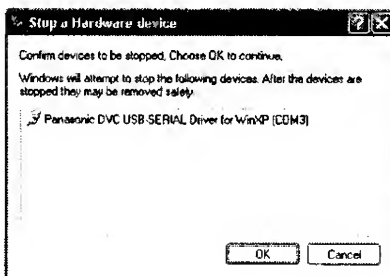 Stop a Hardware device
Confirm devices to be stopped, Choose OK to continue.
Windows will attempt to stop the following devices. After the devices are
stopped they may be removed safely.
Panasonic DVC USB-SERIAL Driver for WinXP (COM3)
OK Cancel